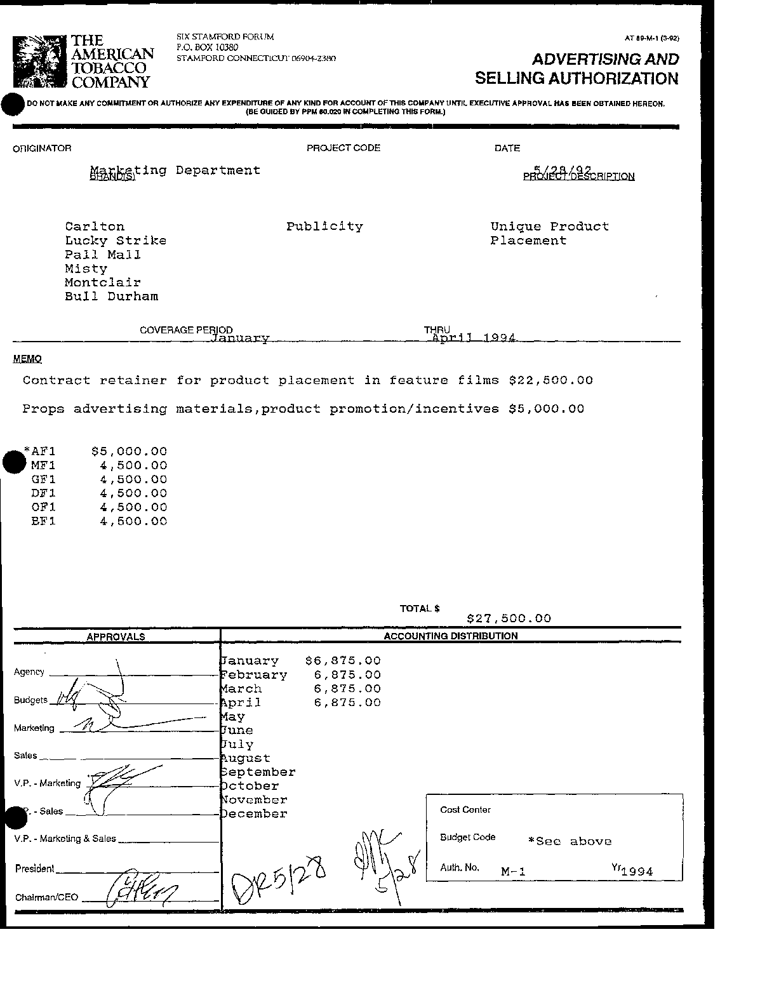 THE
AMERICAN
TOBACCO
COMPANY
SIX STAMFORD FORUM
P.O. BOX 10380
STAMFORD CONNECTICUT 06904-2380
AT 89-M-1 (3-92)
ADVERTISING AND
SELLING AUTHORIZATION
DO NOT MAKE ANY COMMITMENT OR AUTHORIZE ANY EXPENDITURE OF ANY KIND FOR ACCOUNT OF THIS COMPANY UNTIL EXECUTIVE APPROVAL HAS BEEN OBTAINED HEREON.
(BE GUIDED BY PPM 60.020 IN COMPLETING THIS FORM.)
ORIGINATOR PROJECT CODE DATE
Marketing Department 5/28/92
BRAND(S) PROJECT DESCRIPTION
Carlton Publicity Unique Product
Lucky Strike Placement
Pall Mall
Misty
Montclair
Bull Durham
COVERAGE PERIOD January THRU April 1994
MEMO
Contract retainer for product placement in feature films $22,500.00
Props advertising materials,product promotion/incentives $5,000.00
*AF1 $5,000.00
MF1 4,500.00
GF1 4,500.00
DF1 4,500.00
OF1 4,500.00
BF1 4,500.00
TOTAL $ $27,500.00
APPROVALS ACCOUNTING DISTRIBUTION
January $6,875.00
Agency February 6,875.00
March 6,875.00
Budgets April 6,875.00
May
Marketing June
July
Sales August
September
V.P. - Marketing October
November
V.P. - Sales December
Cost Center
V.P. - Marketing & Sales
Budget Code *See above
President
Auth. No. M-1 Yr 1994
Chairman/CEO
DR 5/28
5/28